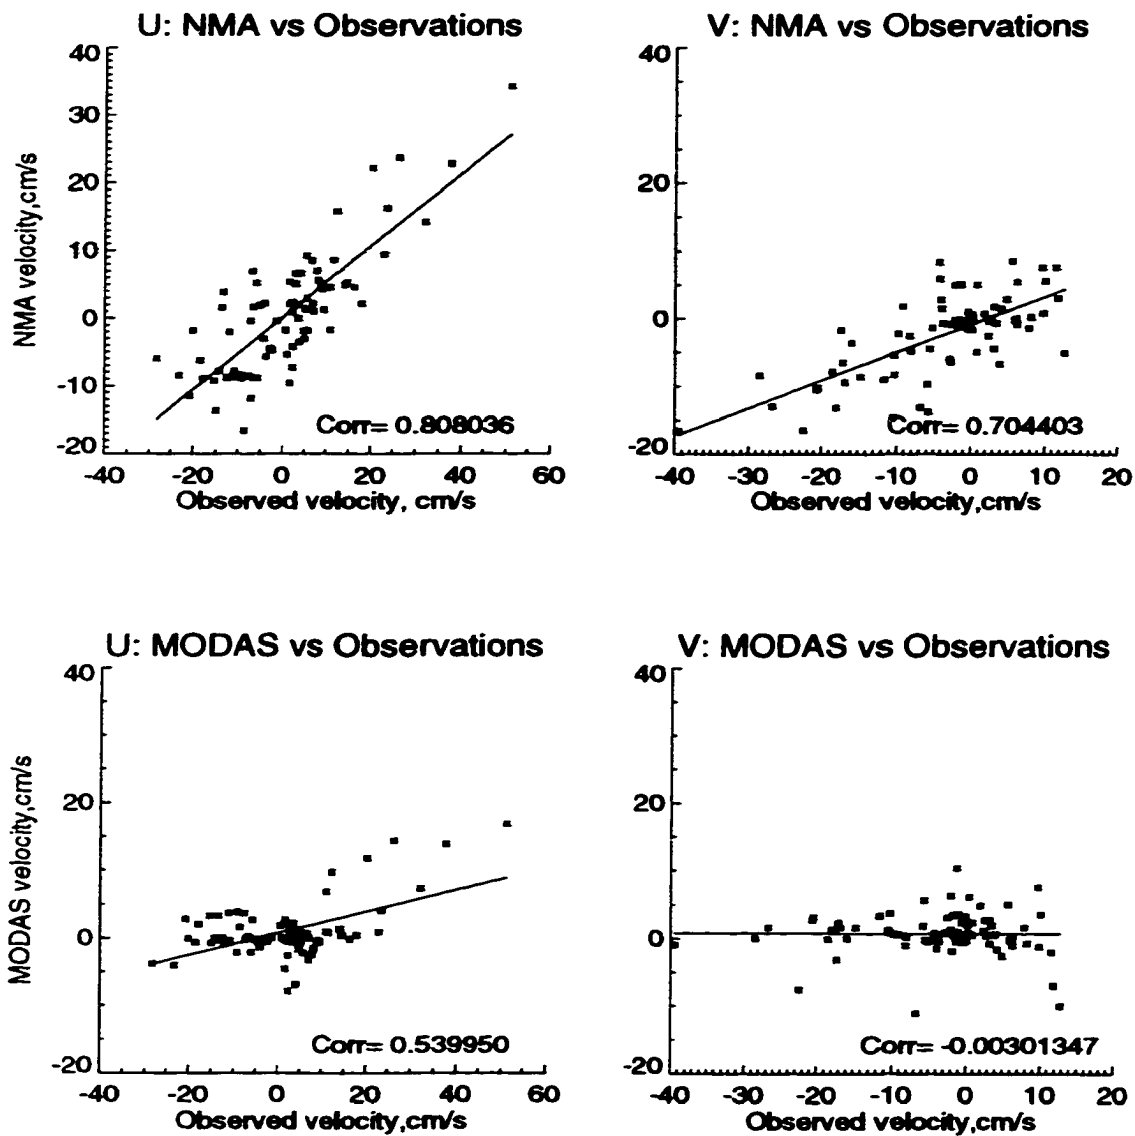 U: NMA vs Observations
40
30
20
10
0
-10
-20
NMA velocity,cm/s
Corr= 0.808036
-40 -20 0 20 40 60
Observed velocity, cm/s
V: NMA vs Observations
40
20
0
-20
Corr= 0.704403
-40 -30 -20 -10 0 10 20
Observed velocity,cm/s
U: MODAS vs Observations
40
20
0
-20
MODAS velocity,cm/s
Corr= 0.539950
-40 -20 0 20 40 60
Observed velocity,cm/s
V: MODAS vs Observations
40
20
0
-20
Corr= -0.00301347
-40 -30 -20 -10 0 10 20
Observed velocity,cm/s